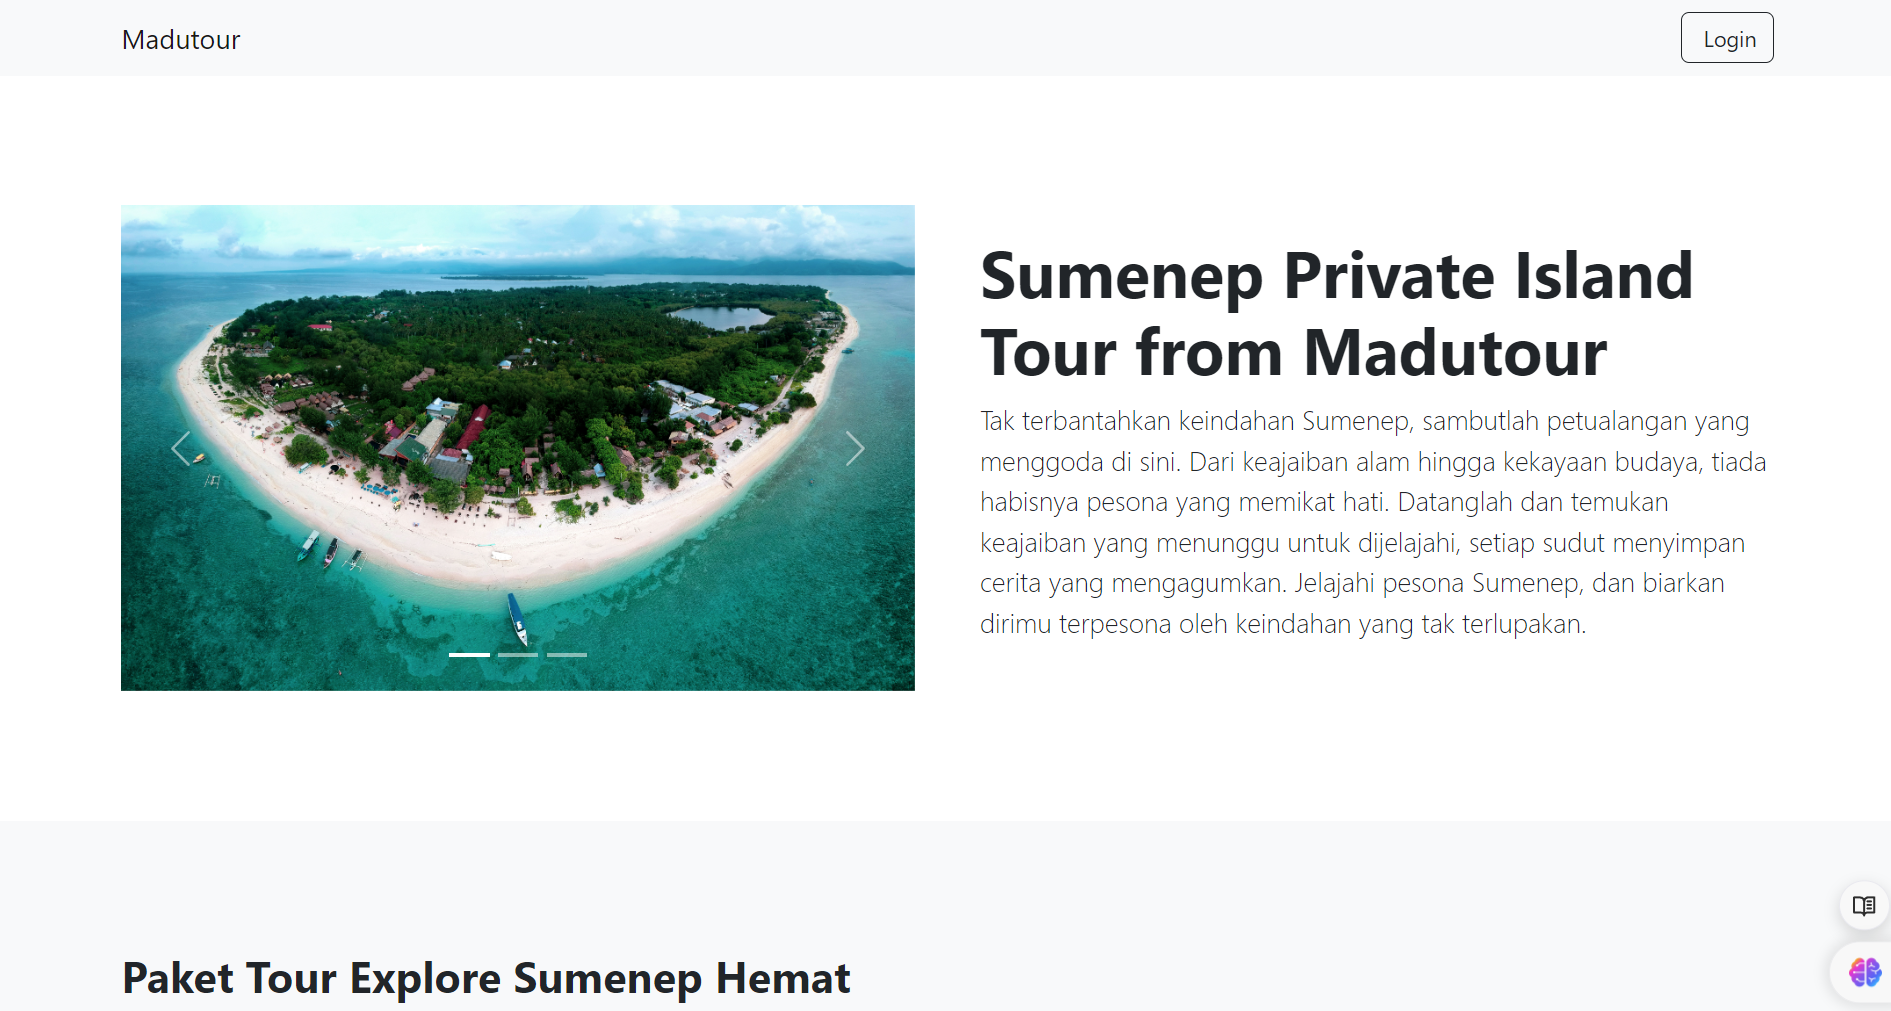 Madutour
Login
Sumenep Private Island
Tour from Madutour
Tak terbantahkan keindahan Sumenep, sambutlah petualangan yang
menggoda di sini. Dari keajaiban alam hingga kekayaan budaya, tiada
habisnya pesona yang memikat hati. Datanglah dan temukan
keajaiban yang menunggu untuk dijelajahi, setiap sudut menyimpan
cerita yang mengagumkan. Jelajahi pesona Sumenep, dan biarkan
dirimu terpesona oleh keindahan yang tak terlupakan.
Paket Tour Explore Sumenep Hemat